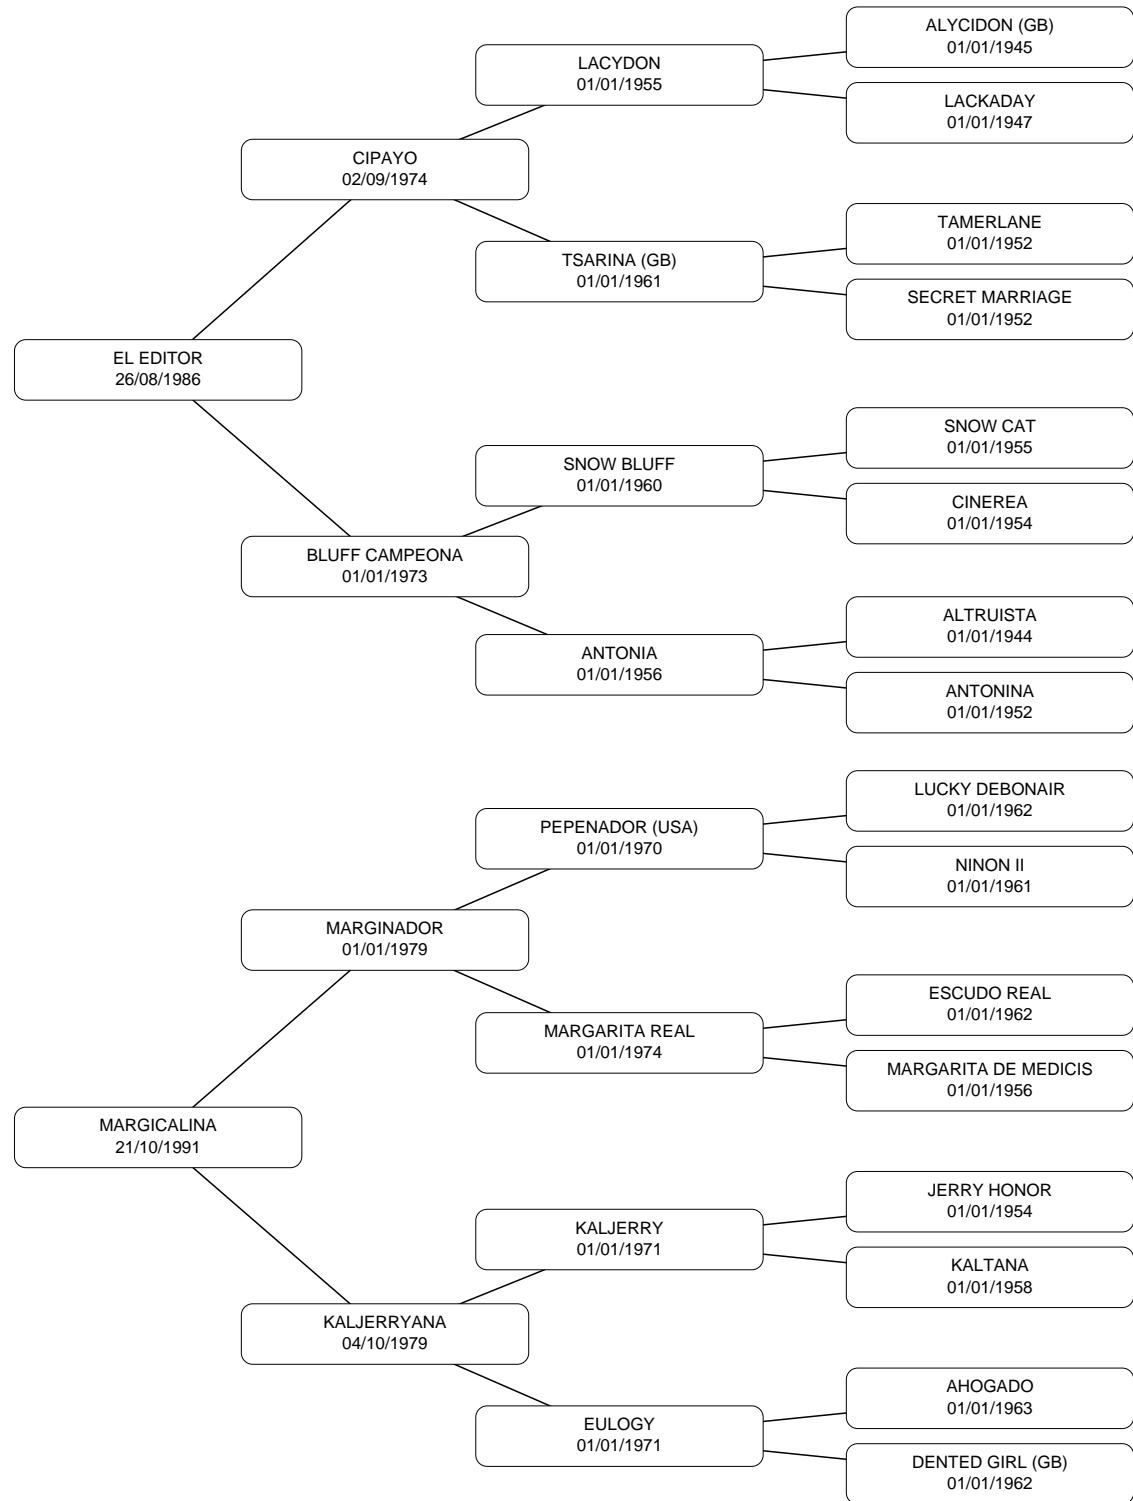 ALYCIDON (GB)
01/01/1945
LACYDON
01/01/1955
LACKADAY
01/01/1947
CIPAYO
02/09/1974
TAMERLANE
01/01/1952
TSARINA (GB)
01/01/1961
SECRET MARRIAGE
01/01/1952
EL EDITOR
26/08/1986
SNOW CAT
01/01/1955
SNOW BLUFF
01/01/1960
CINEREA
01/01/1954
BLUFF CAMPEONA
01/01/1973
ALTRUISTA
01/01/1944
ANTONIA
01/01/1956
ANTONINA
01/01/1952
LUCKY DEBONAIR
01/01/1962
PEPENADOR (USA)
01/01/1970
NINON II
01/01/1961
MARGINADOR
01/01/1979
ESCUDO REAL
01/01/1962
MARGARITA REAL
01/01/1974
MARGARITA DE MEDICIS
01/01/1956
MARGICALINA
21/10/1991
JERRY HONOR
01/01/1954
KALJERRY
01/01/1971
KALTANA
01/01/1958
KALJERRYANA
04/10/1979
AHOGADO
01/01/1963
EULOGY
01/01/1971
DENTED GIRL (GB)
01/01/1962